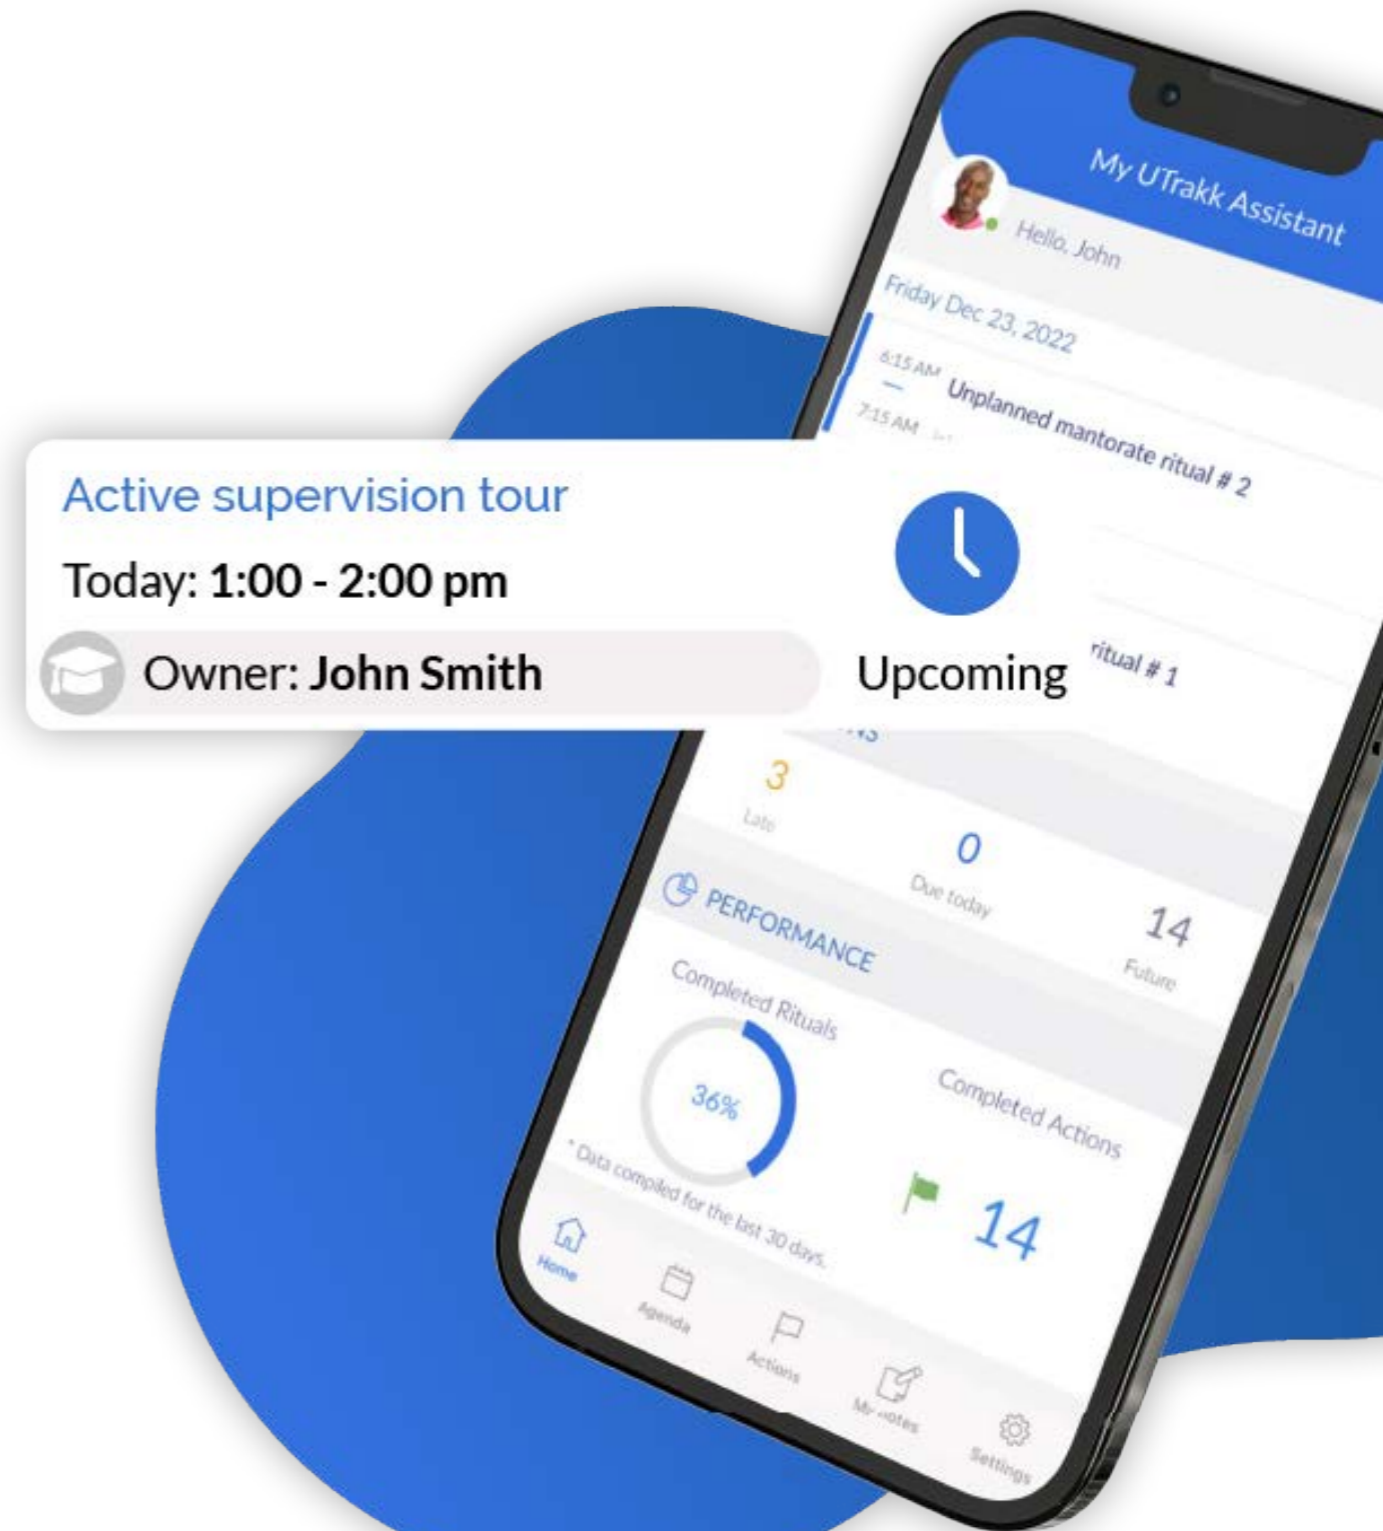 My UTrakk Assistant
Hello, John
Friday Dec 23, 2022
6:15 AM
Unplanned mantorate ritual # 2
7:15 AM
Active supervision tour
Today: 1:00 - 2:00 pm
Owner: John Smith
Upcoming
ritual # 1
3
Late
0
Due today
14
Future
PERFORMANCE
Completed Rituals
36%
* Data compiled for the last 30 days.
Completed Actions
14
Home
Agenda
Actions
My notes
Settings